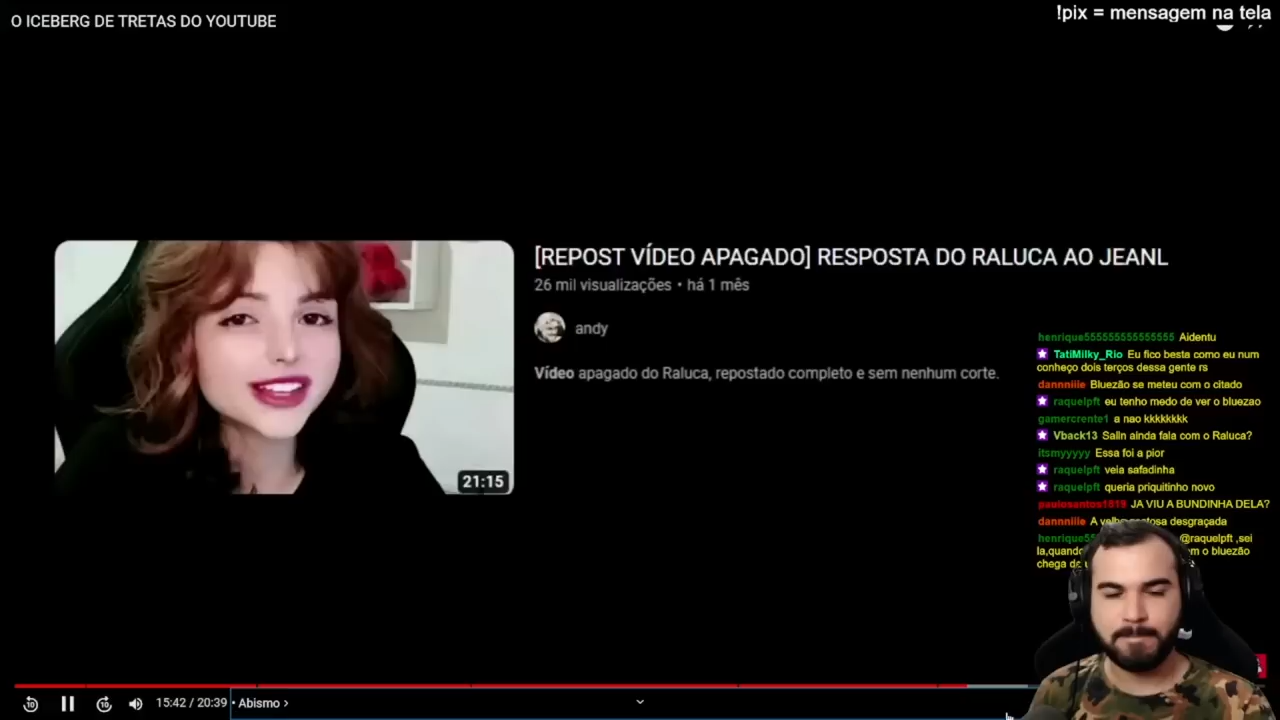 O ICEBERG DE TRETAS DO YOUTUBE
!pix = mensagem na tela
[REPOST VÍDEO APAGADO] RESPOSTA DO RALUCA AO JEANL
26 mil visualizações • há 1 mês
andy
Vídeo apagado do Raluca, repostado completo e sem nenhum corte.
21:15
henrique555555555555555 Aidentu
TatiMilky_Rio Eu fico besta como eu num
conheço dois terços dessa gente rs
dannniiie Bluezão se meteu com o citado
raquelpft eu tenho medo de ver o bluezao
gamercrente1 a nao kkkkkkkk
Vback13 Salln ainda fala com o Raluca?
itsmyyyyy Essa foi a pior
raquelpft veia safadinha
raquelpft queria priquitinho novo
paulosantos1819 JA VIU A BUNDINHA DELA?
dannniiie A desgraçada
@raquelpft ,sei
la,quando o bluezão
chega
15:42 / 20:39 • Abismo ›